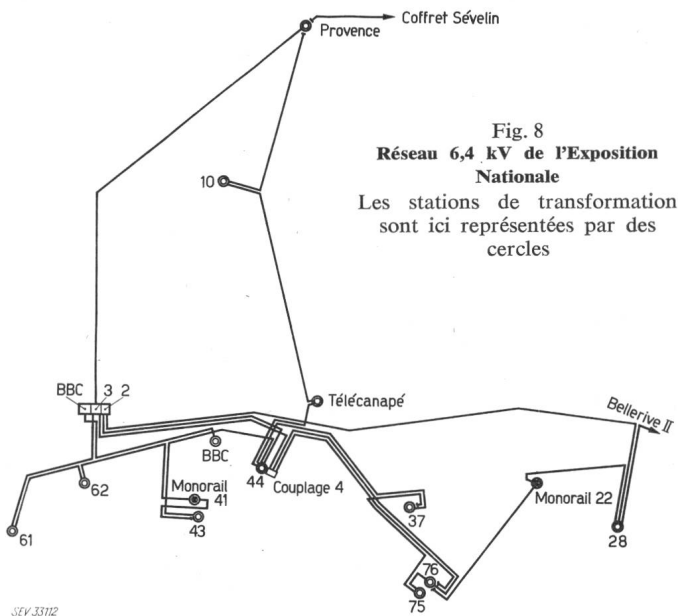 Coffret Sévelin
Provence
Fig. 8
Réseau 6,4 kV de l'Exposition
Nationale
Les stations de transformation
sont ici représentées par des
cercles
10
BBC 3 2
Télécanapé
Bellerive II
BBC
62
Monorail
41
44
Couplage 4
Monorail 22
37
61
43
28
76
75
SEV 33112